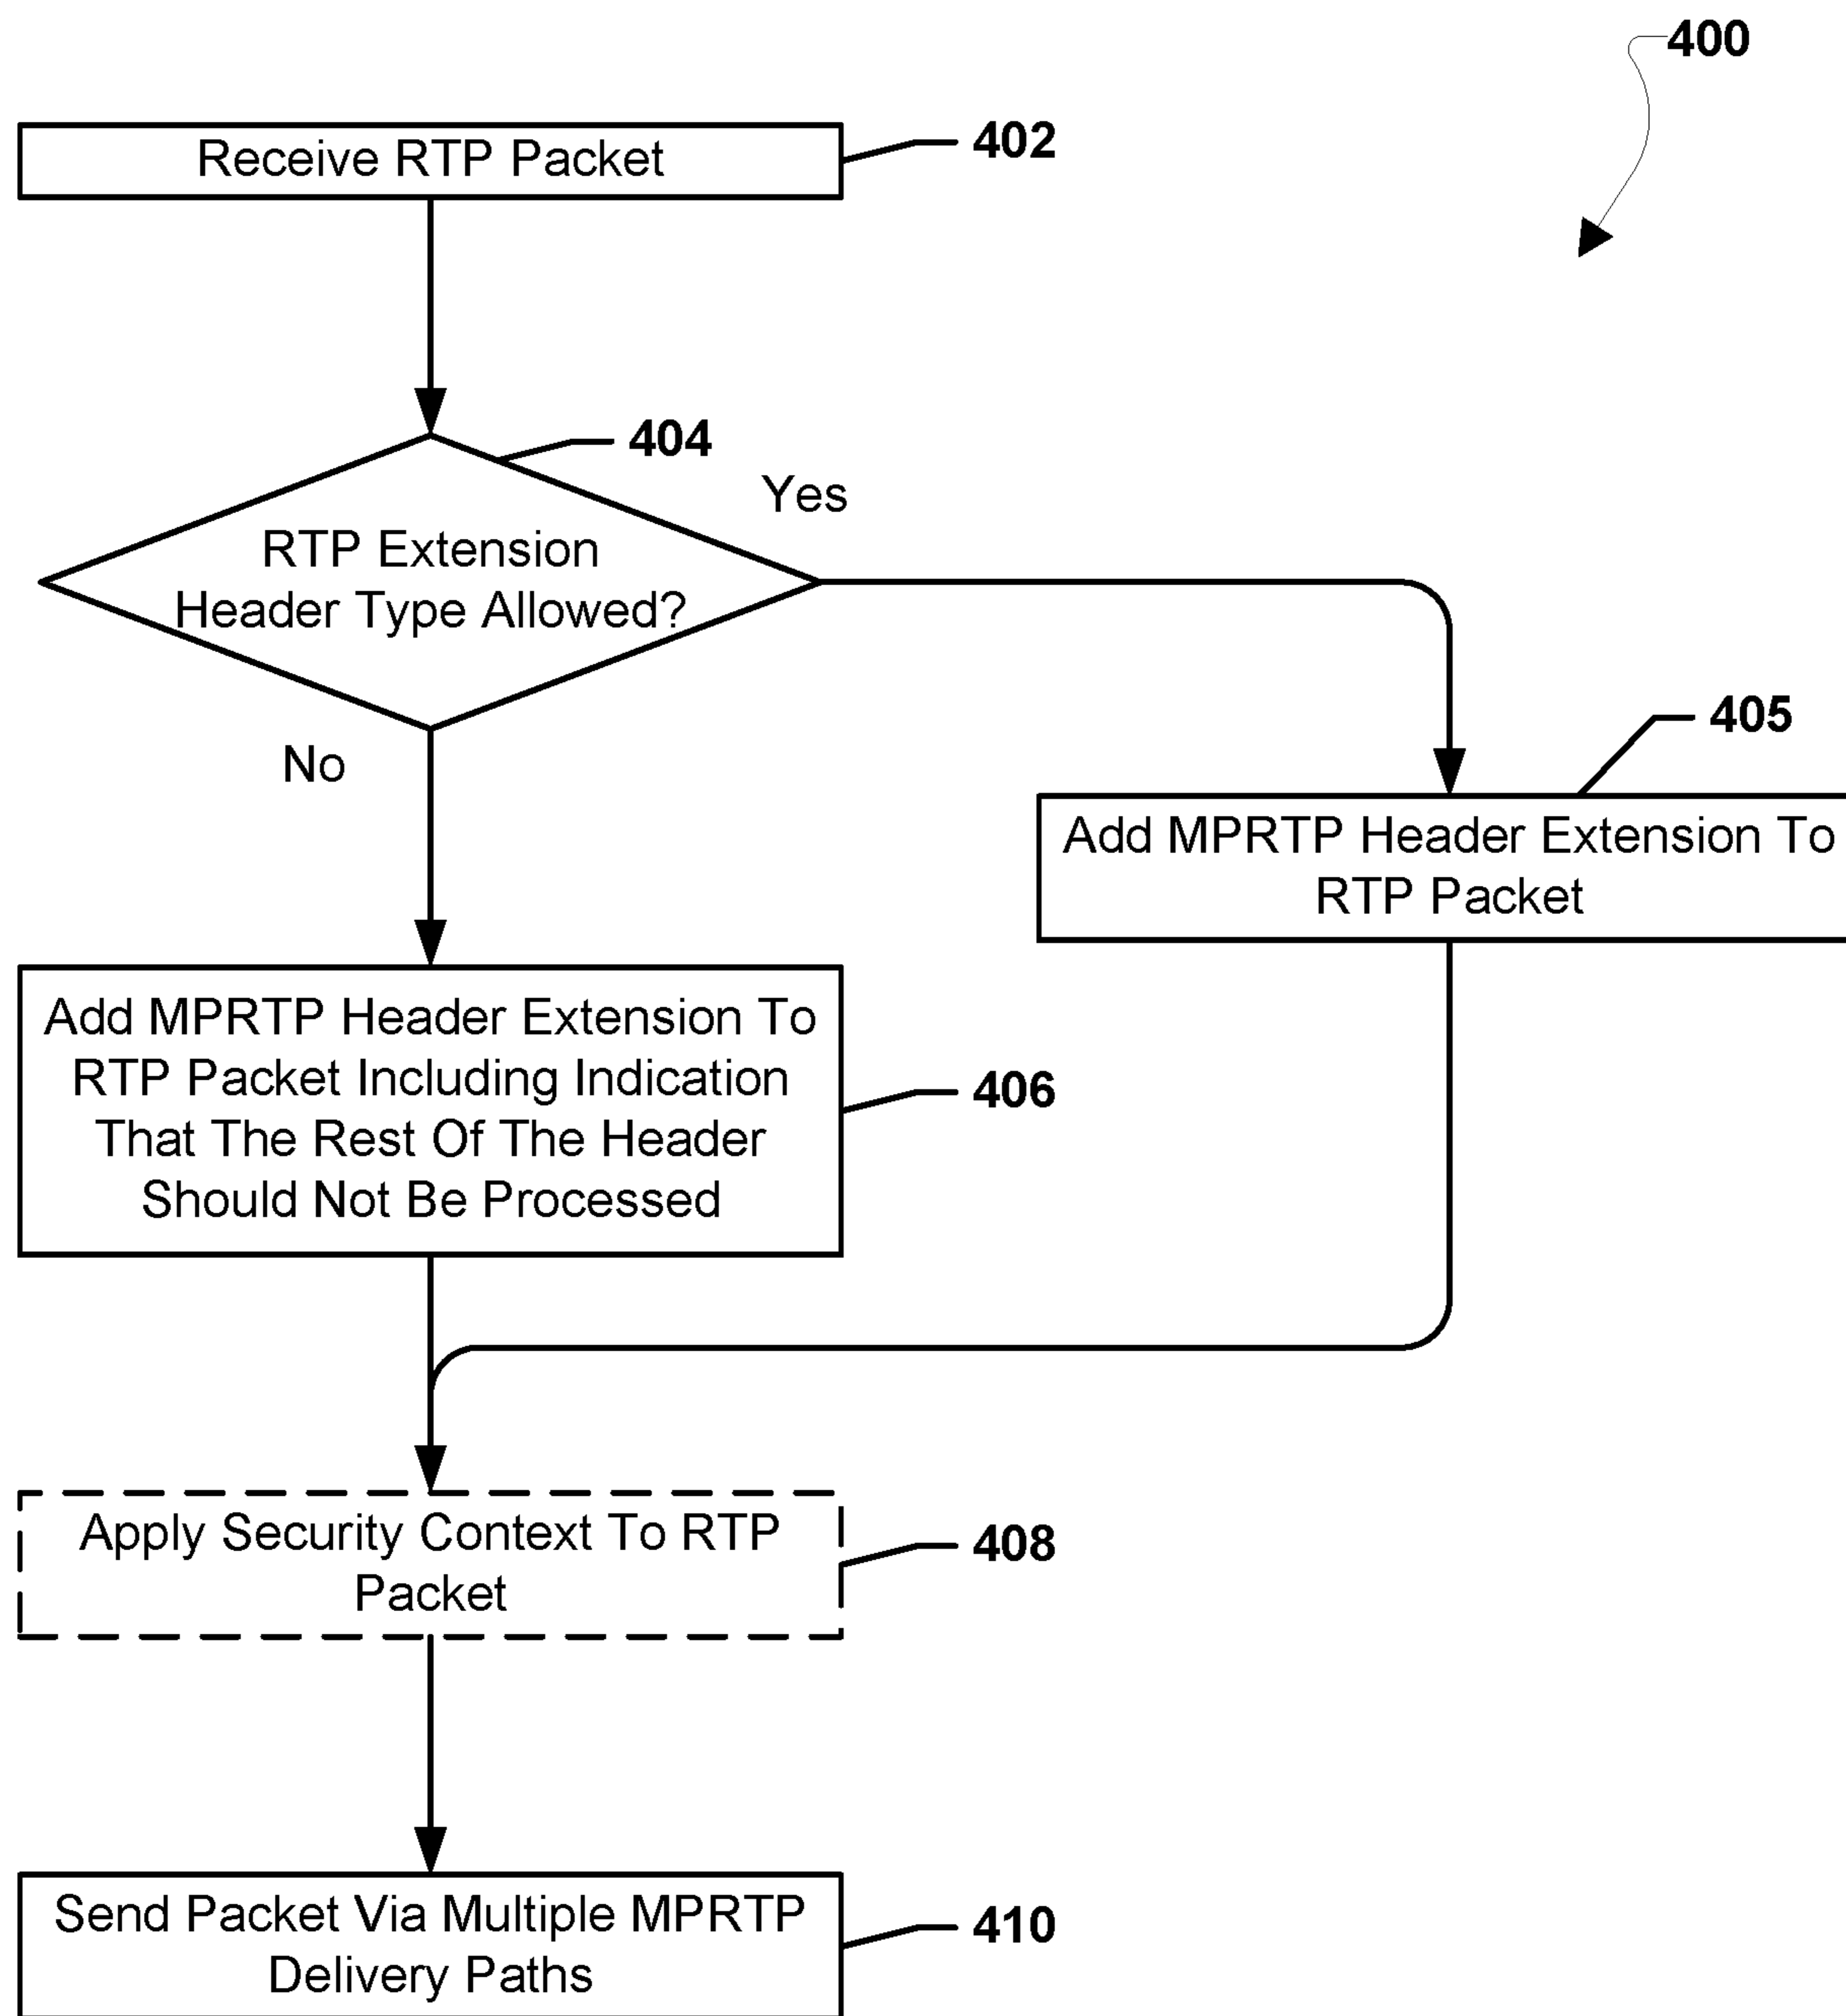 400
Receive RTP Packet
402
404
Yes
RTP Extension
Header Type Allowed?
No
405
Add MPRTP Header Extension To
RTP Packet
Add MPRTP Header Extension To
RTP Packet Including Indication
That The Rest Of The Header
Should Not Be Processed
406
Apply Security Context To RTP
Packet
408
Send Packet Via Multiple MPRTP
Delivery Paths
410